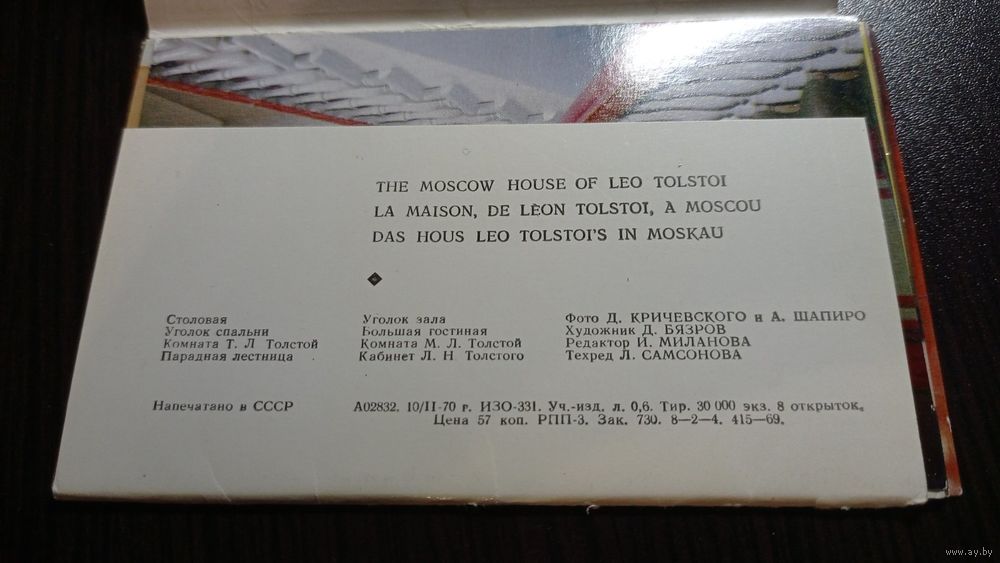 THE MOSCOW HOUSE OF LEO TOLSTOI
LA MAISON, DE LÈON TOLSTOI, A MOSCOU
DAS HOUS LEO TOLSTOI'S IN MOSKAU
Столовая
Уголок спальни
Комната Т. Л Толстой
Парадная лестница
Уголок зала
Большая гостиная
Комната М. Л. Толстой
Кабинет Л. Н. Толстого
Фото Д. КРИЧЕВСКОГО и А. ШАПИРО
Художник Д. БЯЗРОВ
Редактор И. МИЛАНОВА
Техред Л. САМСОНОВА
Напечатано в СССР
А02832. 10/II-70 г. ИЗО-331. Уч.-изд. л. 0,6. Тир. 30 000 экз. 8 открыток.
Цена 57 коп. РПП-3. Зак. 730. 8—2—4. 415—69.
www.ay.by